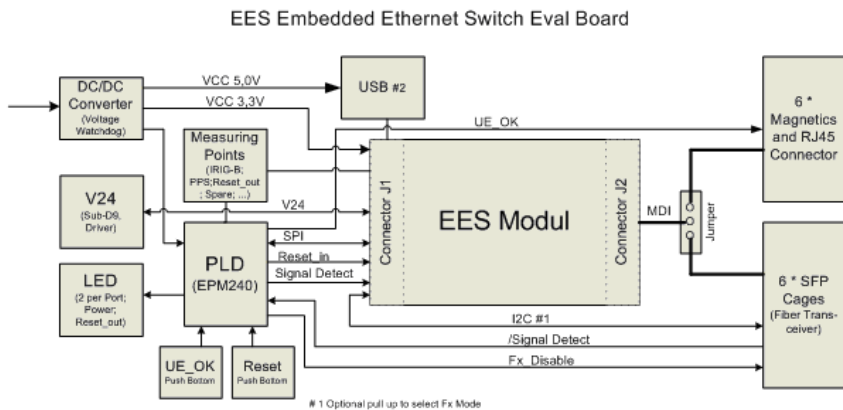 EES Embedded Ethernet Switch Eval Board
DC/DC
Converter
(Voltage
Watchdog)
VCC 5,0V
VCC 3,3V
USB #2
UE_OK
6 *
Magnetics
and RJ45
Connector
Measuring
Points
(IRIG-B;
PPS;Reset_out
; Spare; ...)
V24
(Sub-D9,
Driver)
V24
SPI
Reset_in
Signal Detect
PLD
(EPM240)
LED
(2 per Port;
Power;
Reset_out)
Connector J1
EES Modul
Connector J2
MDI
Jumper
6 * SFP
Cages
(Fiber Trans-
ceiver)
I2C #1
/Signal Detect
Fx_Disable
UE_OK
Push Bottom
Reset
Push Bottom
# 1 Optional pull up to select Fx Mode